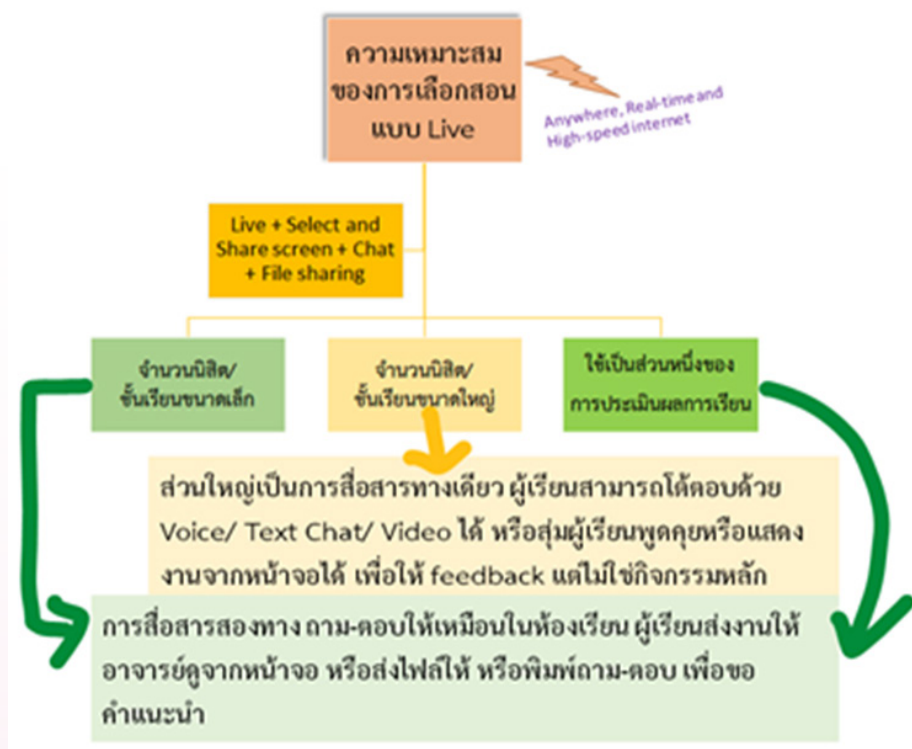 ความเหมาะสม
ของการเลือกสอน
แบบ Live
Anywhere, Real-time and
High-speed internet
Live + Select and
Share screen + Chat
+ File sharing
จำนวนนิสิต/
ชั้นเรียนขนาดเล็ก
จำนวนนิสิต/
ชั้นเรียนขนาดใหญ่
ใช้เป็นส่วนหนึ่งของ
การประเมินผลการเรียน
ส่วนใหญ่เป็นการสื่อสารทางเดียว ผู้เรียนสามารถโต้ตอบด้วย
Voice/ Text Chat/ Video ได้ หรือสุ่มผู้เรียนพูดคุยหรือแสดง
งานจากหน้าจอได้ เพื่อให้ feedback แต่ไม่ใช่กิจกรรมหลัก
การสื่อสารสองทาง ถาม-ตอบให้เหมือนในห้องเรียน ผู้เรียนส่งงานให้
อาจารย์ดูจากหน้าจอ หรือส่งไฟล์ให้ หรือพิมพ์ถาม-ตอบ เพื่อขอ
คำแนะนำ